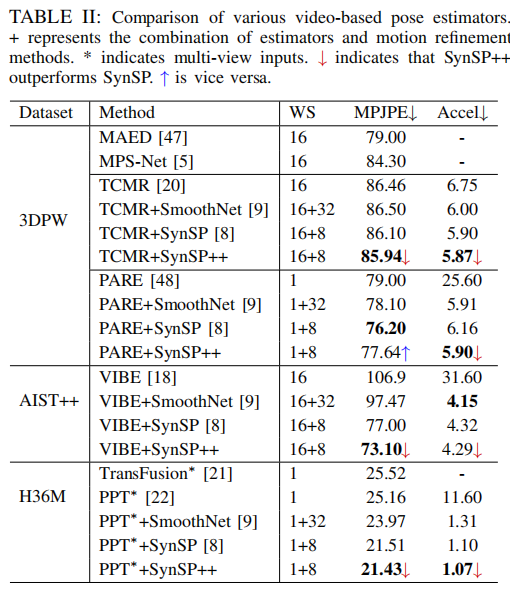 TABLE II: Comparison of various video-based pose estimators.
+ represents the combination of estimators and motion refinement
methods. * indicates multi-view inputs. ↓ indicates that SynSP++
outperforms SynSP. ↑ is vice versa.
Dataset Method WS MPJPE↓ Accel↓
MAED [47] 16 79.00 -
MPS-Net [5] 16 84.30 -
TCMR [20] 16 86.46 6.75
TCMR+SmoothNet [9] 16+32 86.50 6.00
3DPW TCMR+SynSP [8] 16+8 86.10 5.90
TCMR+SynSP++ 16+8 85.94↓ 5.87↓
PARE [48] 1 79.00 25.60
PARE+SmoothNet [9] 1+32 78.10 5.91
PARE+SynSP [8] 1+8 76.20 6.16
PARE+SynSP++ 1+8 77.64↑ 5.90↓
VIBE [18] 16 106.9 31.60
AIST++ VIBE+SmoothNet [9] 16+32 97.47 4.15
VIBE+SynSP [8] 16+8 77.00 4.32
VIBE+SynSP++ 16+8 73.10↓ 4.29↓
TransFusion* [21] 1 25.52 -
H36M PPT* [22] 1 25.16 11.60
PPT*+SmoothNet [9] 1+32 23.97 1.31
PPT*+SynSP [8] 1+8 21.51 1.10
PPT*+SynSP++ 1+8 21.43↓ 1.07↓